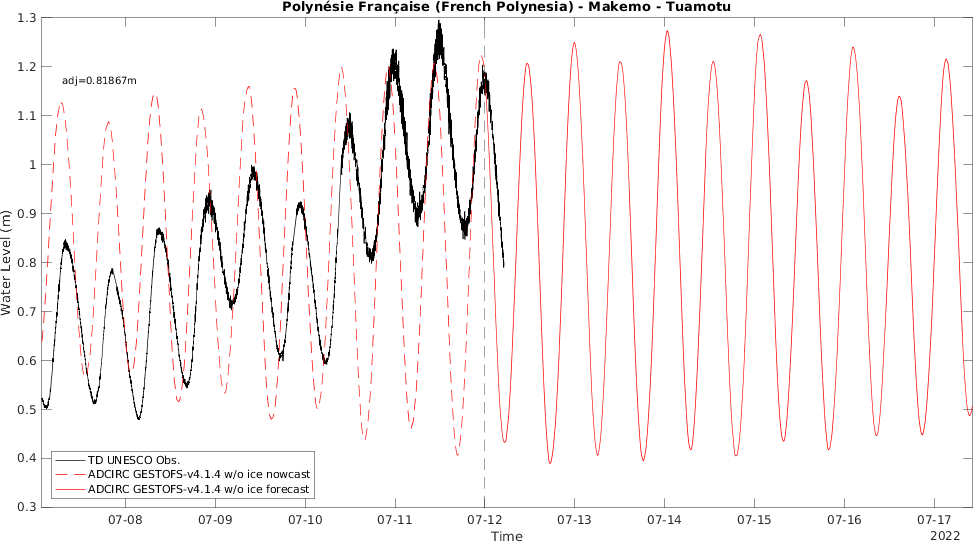 Polynésie Française (French Polynesia) - Makemo - Tuamotu
1.3
1.2
1.1
1
0.9
0.8
0.7
0.6
0.5
0.4
0.3
Water Level (m)
adj=0.81867m
TD UNESCO Obs.
ADCIRC GESTOFS-v4.1.4 w/o ice nowcast
ADCIRC GESTOFS-v4.1.4 w/o ice forecast
07-08 07-09 07-10 07-11 07-12 07-13 07-14 07-15 07-16 07-17
Time
2022